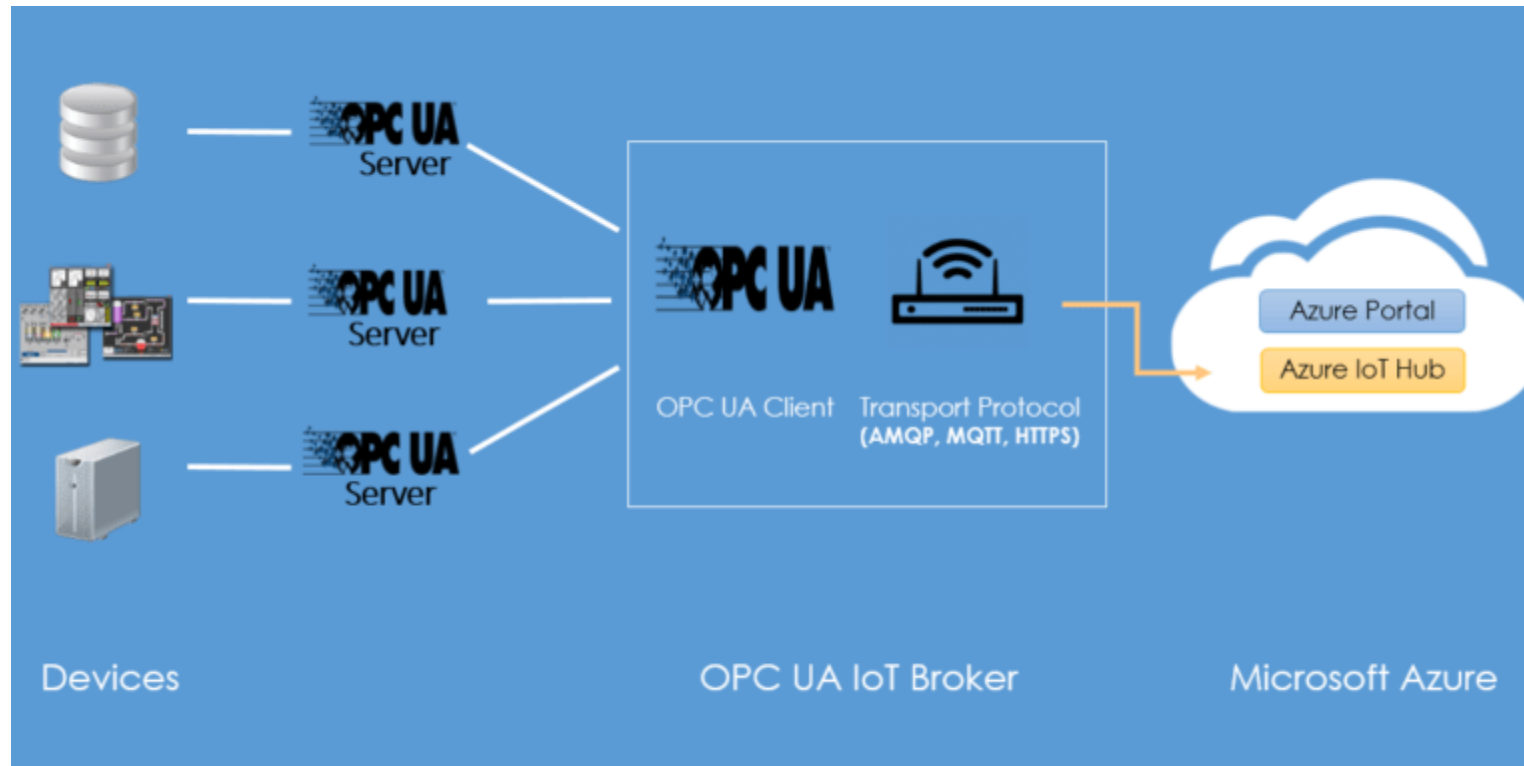 OPC UA
Server
OPC UA
Server
OPC UA
Server
OPC UA
OPC UA Client
Transport Protocol
(AMQP, MQTT, HTTPS)
Azure Portal
Azure IoT Hub
Devices
OPC UA IoT Broker
Microsoft Azure